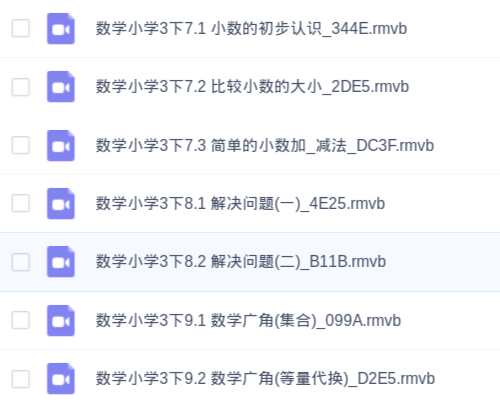 数学小学3下7.1 小数的初步认识_344E.rmvb
数学小学3下7.2 比较小数的大小_2DE5.rmvb
数学小学3下7.3 简单的小数加_减法_DC3F.rmvb
数学小学3下8.1 解决问题(一)_4E25.rmvb
数学小学3下8.2 解决问题(二)_B11B.rmvb
数学小学3下9.1 数学广角(集合)_099A.rmvb
数学小学3下9.2 数学广角(等量代换)_D2E5.rmvb